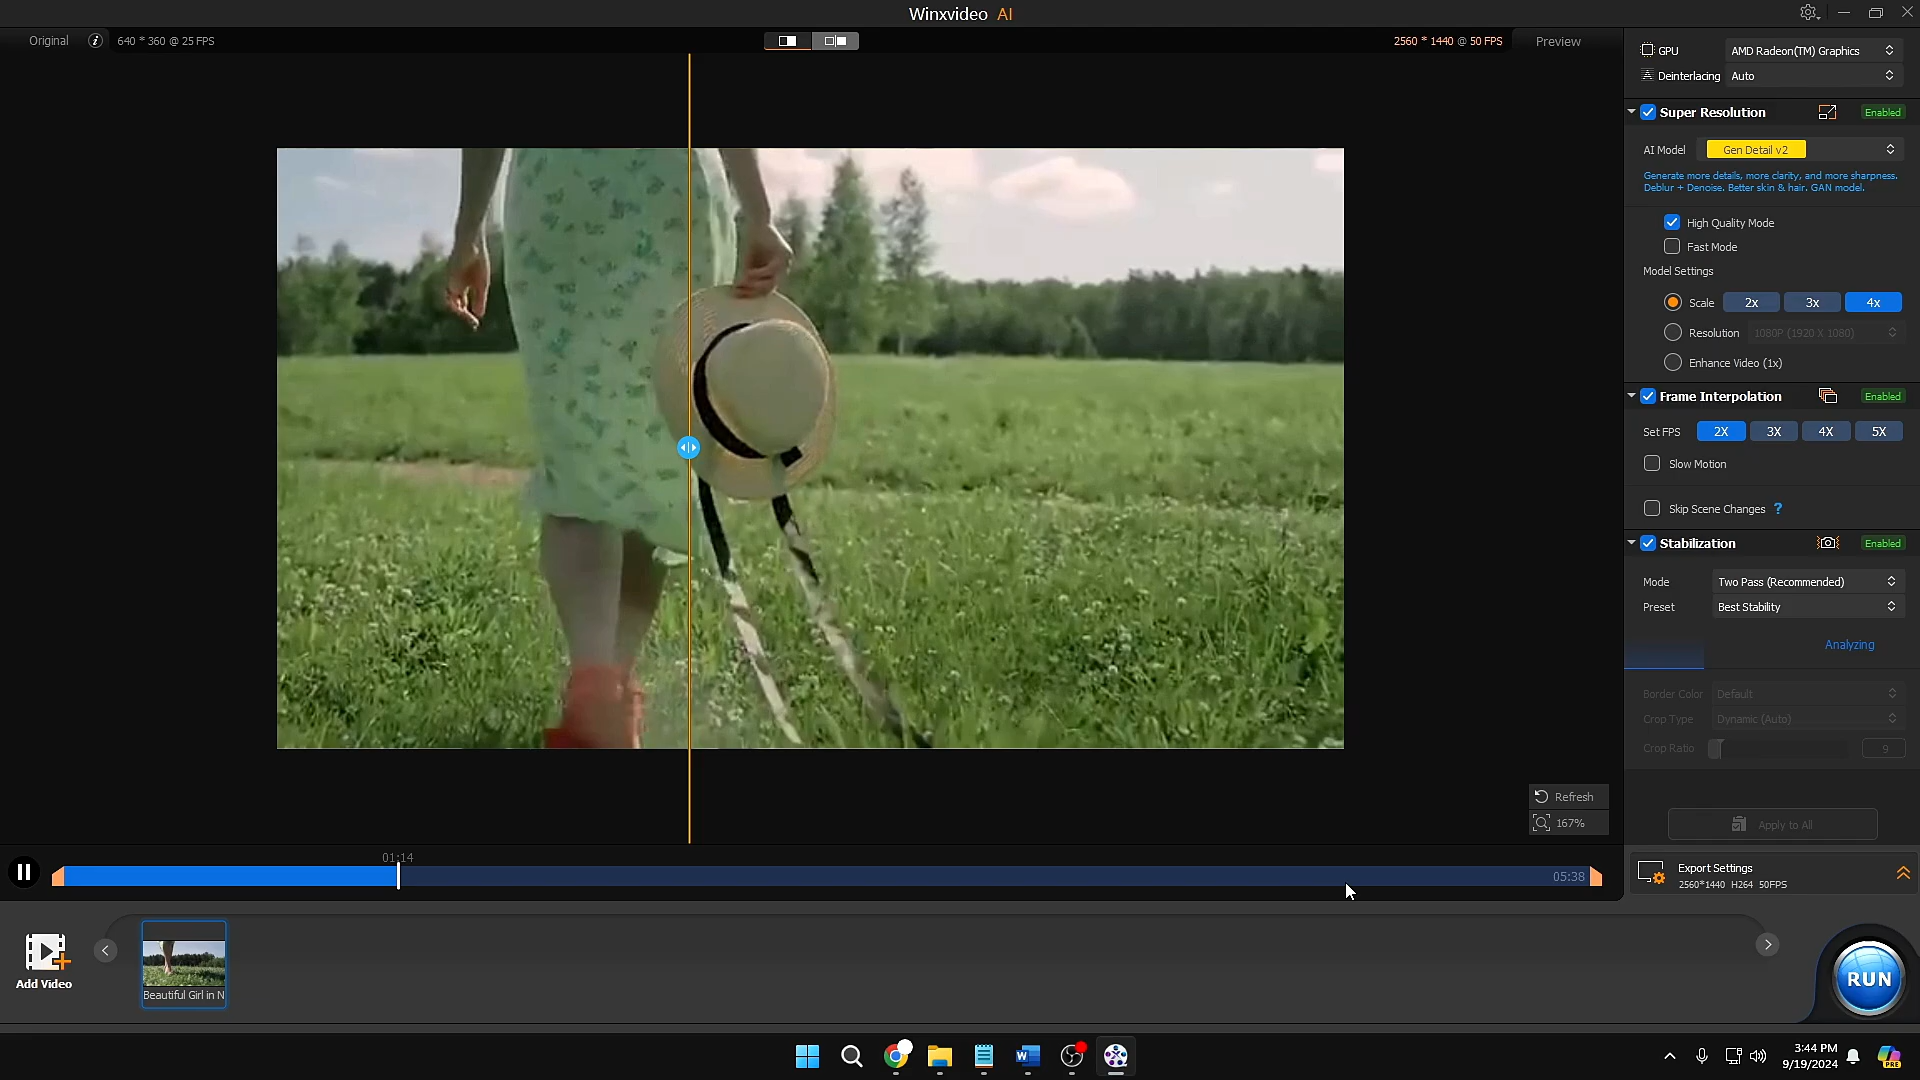 Winxvideo AI
Original
640 * 360 @ 25 FPS
2560 * 1440 @ 50 FPS
Preview
GPU
AMD Radeon(TM) Graphics
Deinterlacing
Auto
Super Resolution
Enabled
AI Model
Gen Detail v2
Generate more details, more clarity, and more sharpness.
Deblur + Denoise. Better skin & hair. GAN model.
High Quality Mode
Fast Mode
Model Settings
Scale
2x
3x
4x
Resolution
1080P (1920 X 1080)
Enhance Video (1x)
Frame Interpolation
Enabled
Set FPS
2X
3X
4X
5X
Slow Motion
Skip Scene Changes ?
Stabilization
Enabled
Mode
Two Pass (Recommended)
Preset
Best Stability
Analyzing
Border Color
Default
Crop Type
Dynamic (Auto)
Crop Ratio
9
Refresh
167%
Apply to All
01:14
05:38
Export Settings
2560*1440 H264 50FPS
Add Video
Beautiful Girl in N
RUN
3:44 PM
9/19/2024
PRE